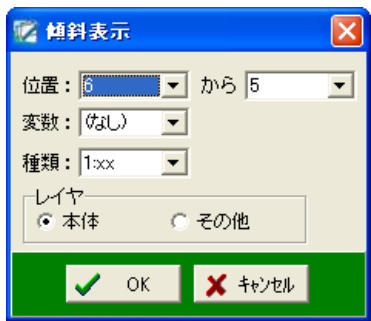 傾斜表示
位置： 6 から 5
変数： (なし)
種類： 1:xx
レイヤ
本体 その他
OK キャンセル